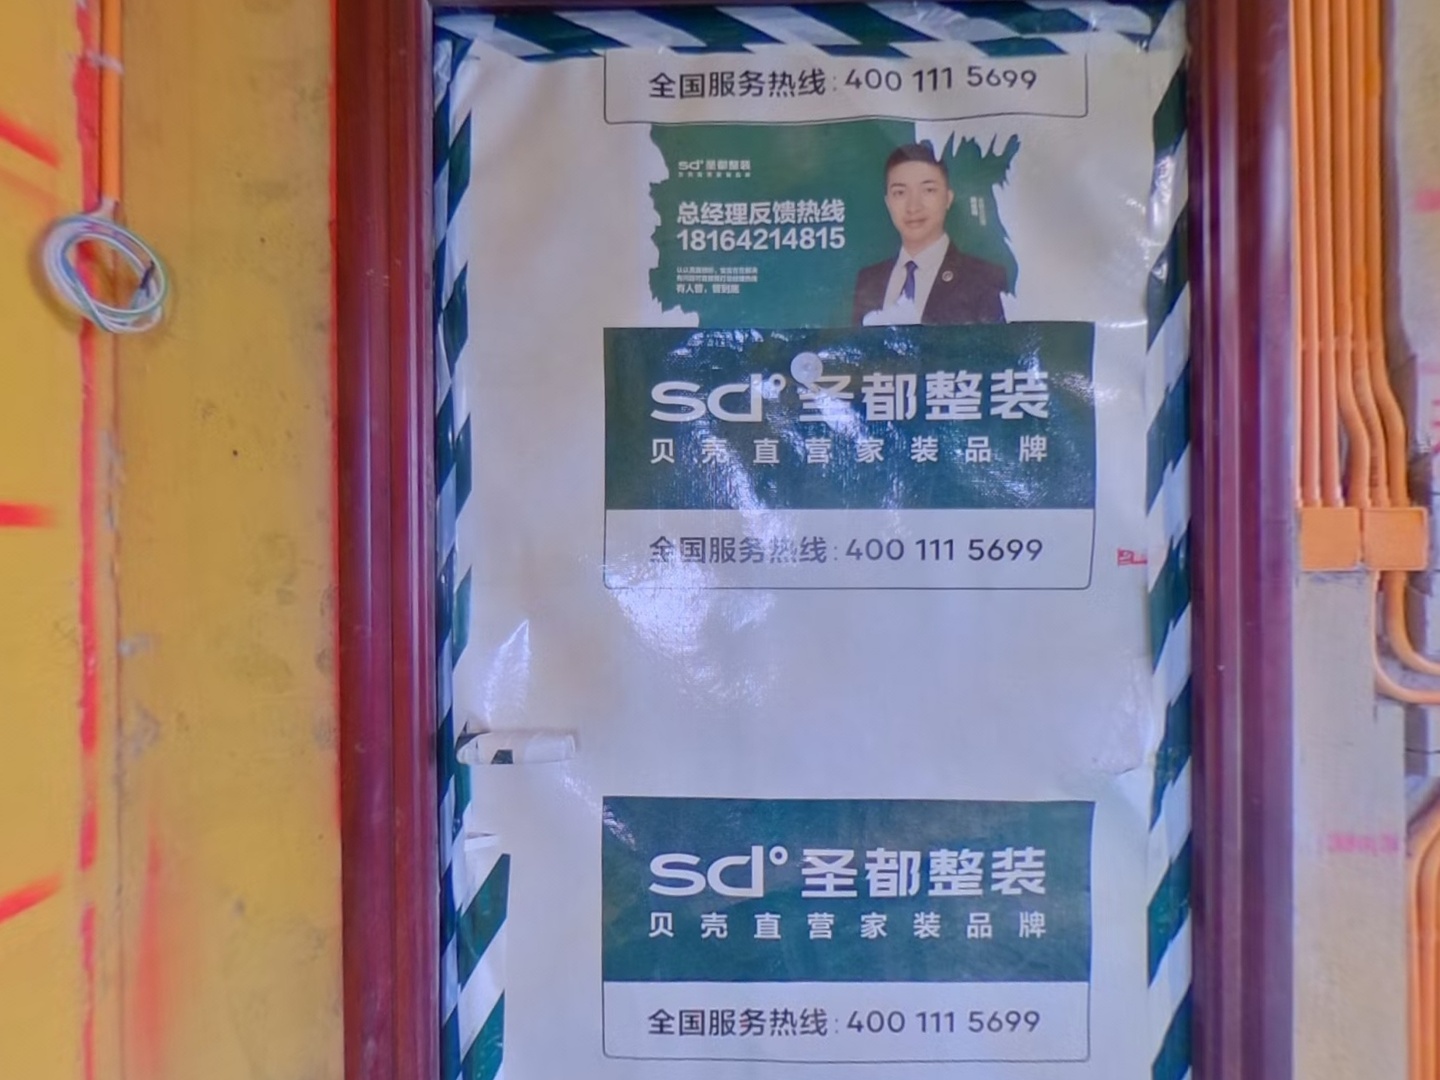 全国服务热线: 400 111 5699
sd°圣都整装
总经理反馈热线
18164214815
有人管，管到底
sd°圣都整装
贝壳直营家装品牌
全国服务热线: 400 111 5699
sd°圣都整装
贝壳直营家装品牌
全国服务热线: 400 111 5699